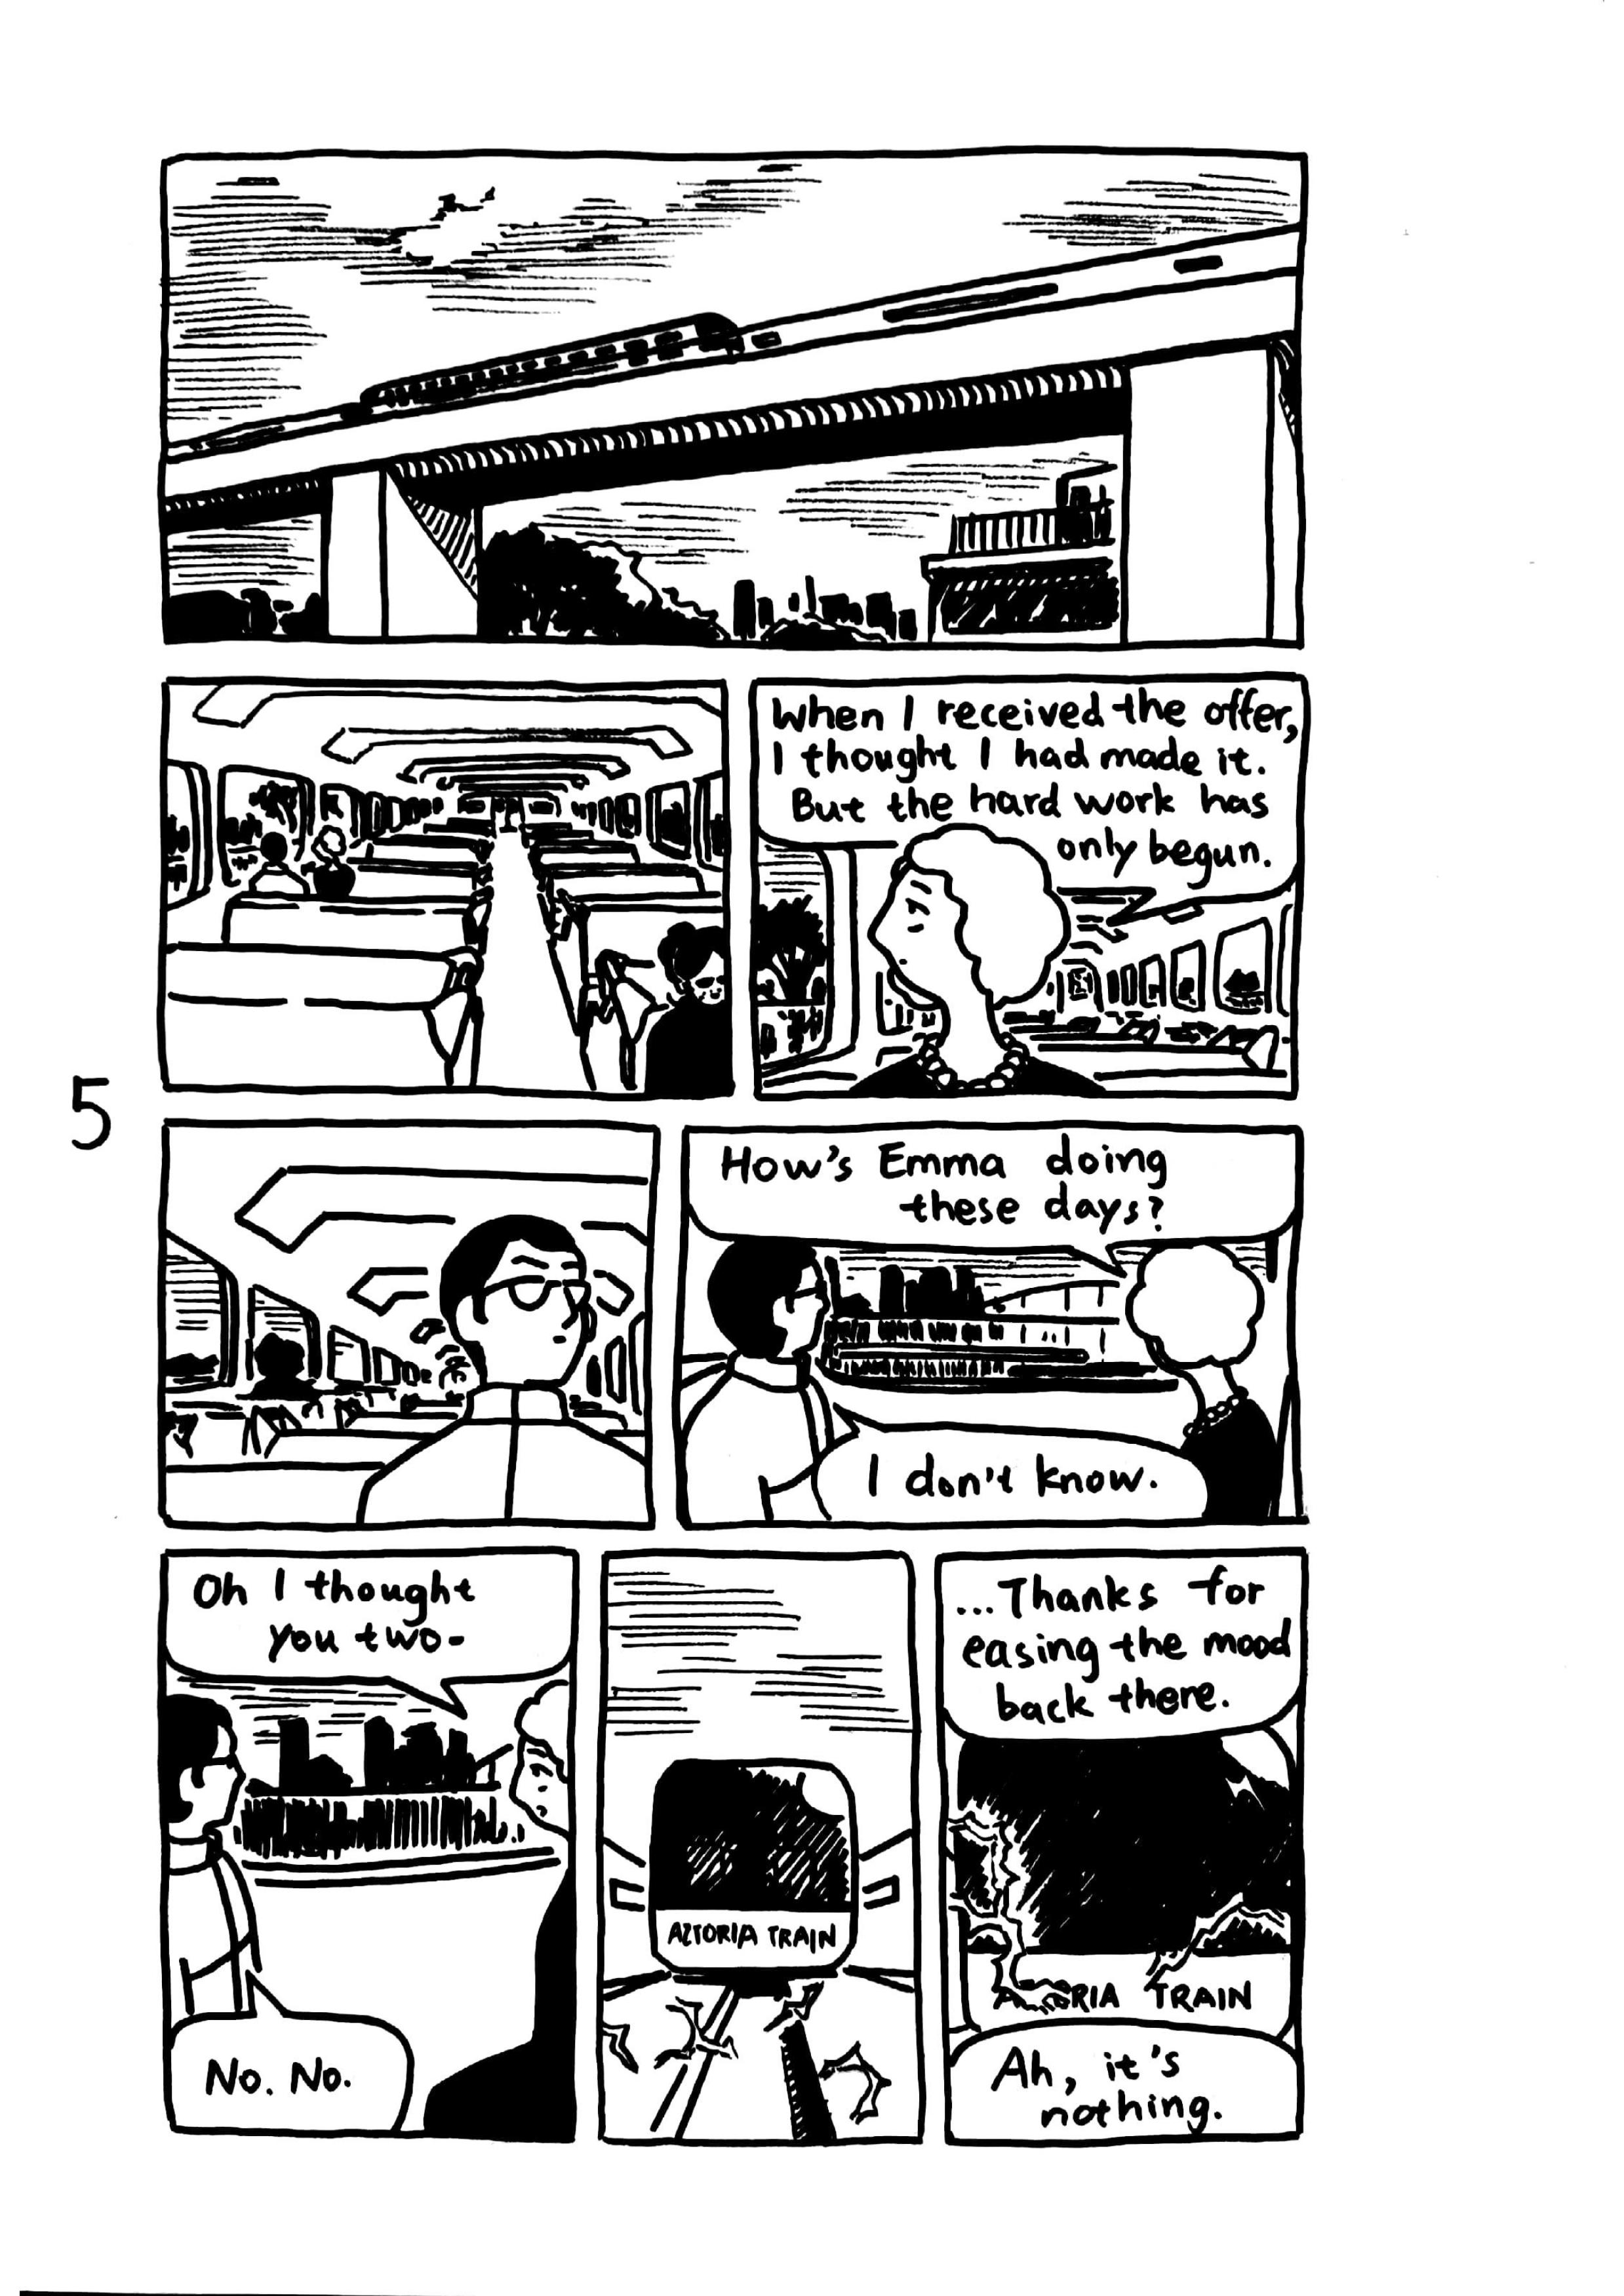 When I received the offer,
I thought I had made it.
But the hard work has
only begun.
5
How's Emma doing
these days?
I don't know.
Oh I thought
you two-
No. No.
ASTORIA TRAIN
...Thanks for
easing the mood
back there.
ASTORIA TRAIN
Ah, it's
nothing.